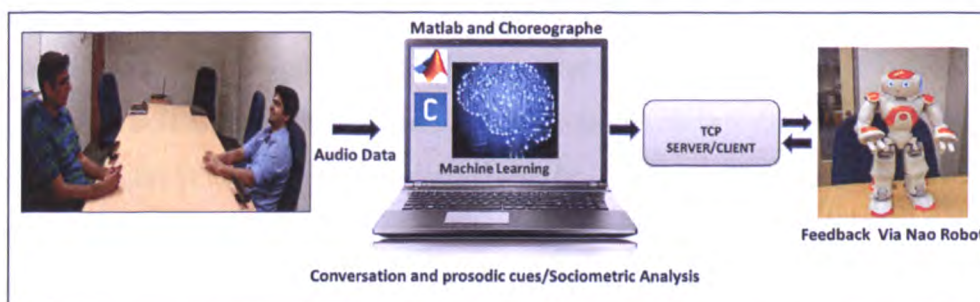 Matlab and Choreographe
C
Audio Data
Machine Learning
TCP
SERVER/CLIENT
Feedback Via Nao Robot
Conversation and prosodic cues/Sociometric Analysis